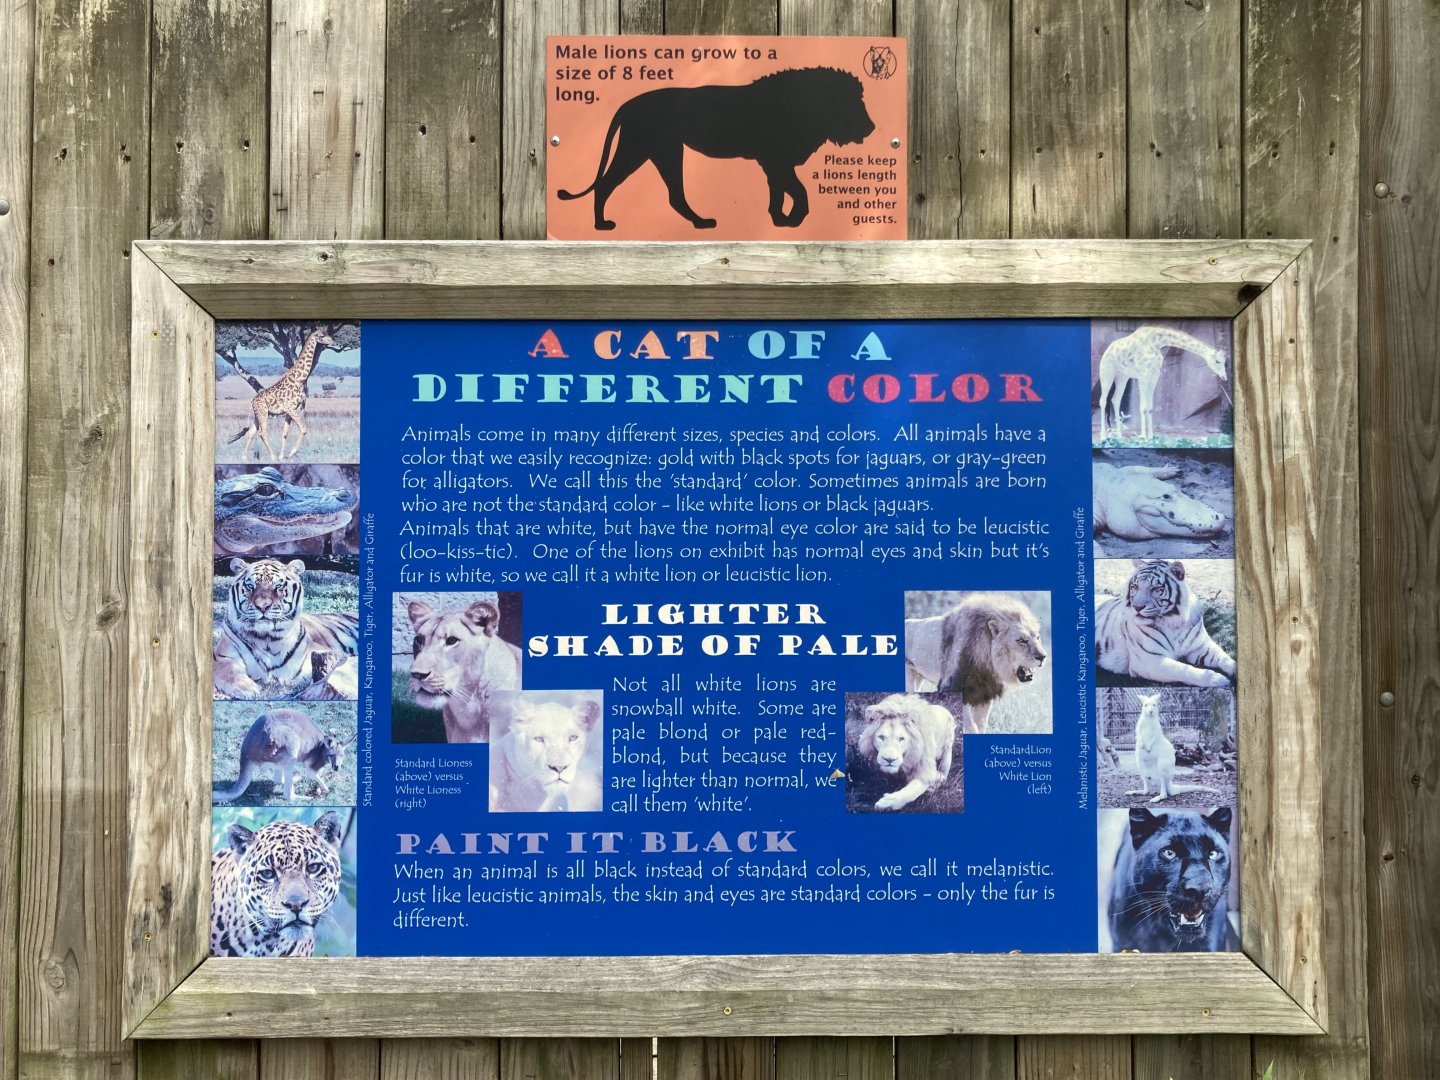 Male lions can grow to a
size of 8 feet
long.
Please keep
a lions length
between you
and other
guests.
A CAT OF A
DIFFERENT COLOR
Animals come in many different sizes, species and colors. All animals have a
color that we easily recognize: gold with black spots for jaguars, or gray-green
for alligators. We call this the 'standard' color. Sometimes animals are born
who are not the standard color - like white lions or black jaguars.
Animals that are white, but have the normal eye color are said to be leucistic
(loo-kiss-tic). One of the lions on exhibit has normal eyes and skin but it's
fur is white, so we call it a white lion or leucistic lion.
Standard colored Jaguar, Kangaroo, Tiger, Alligator and Giraffe
LIGHTER
SHADE OF PALE
Not all white lions are
snowball white. Some are
pale blond or pale red-
blond, but because they
are lighter than normal, we
call them 'white'.
Standard Lioness
(above) versus
White Lioness
(right)
StandardLion
(above) versus
White Lion
(left)
Melanistic Jaguar, Leucistic Kangaroo, Tiger, Alligator and Giraffe
PAINT IT BLACK
When an animal is all black instead of standard colors, we call it melanistic.
Just like leucistic animals, the skin and eyes are standard colors - only the fur is
different.